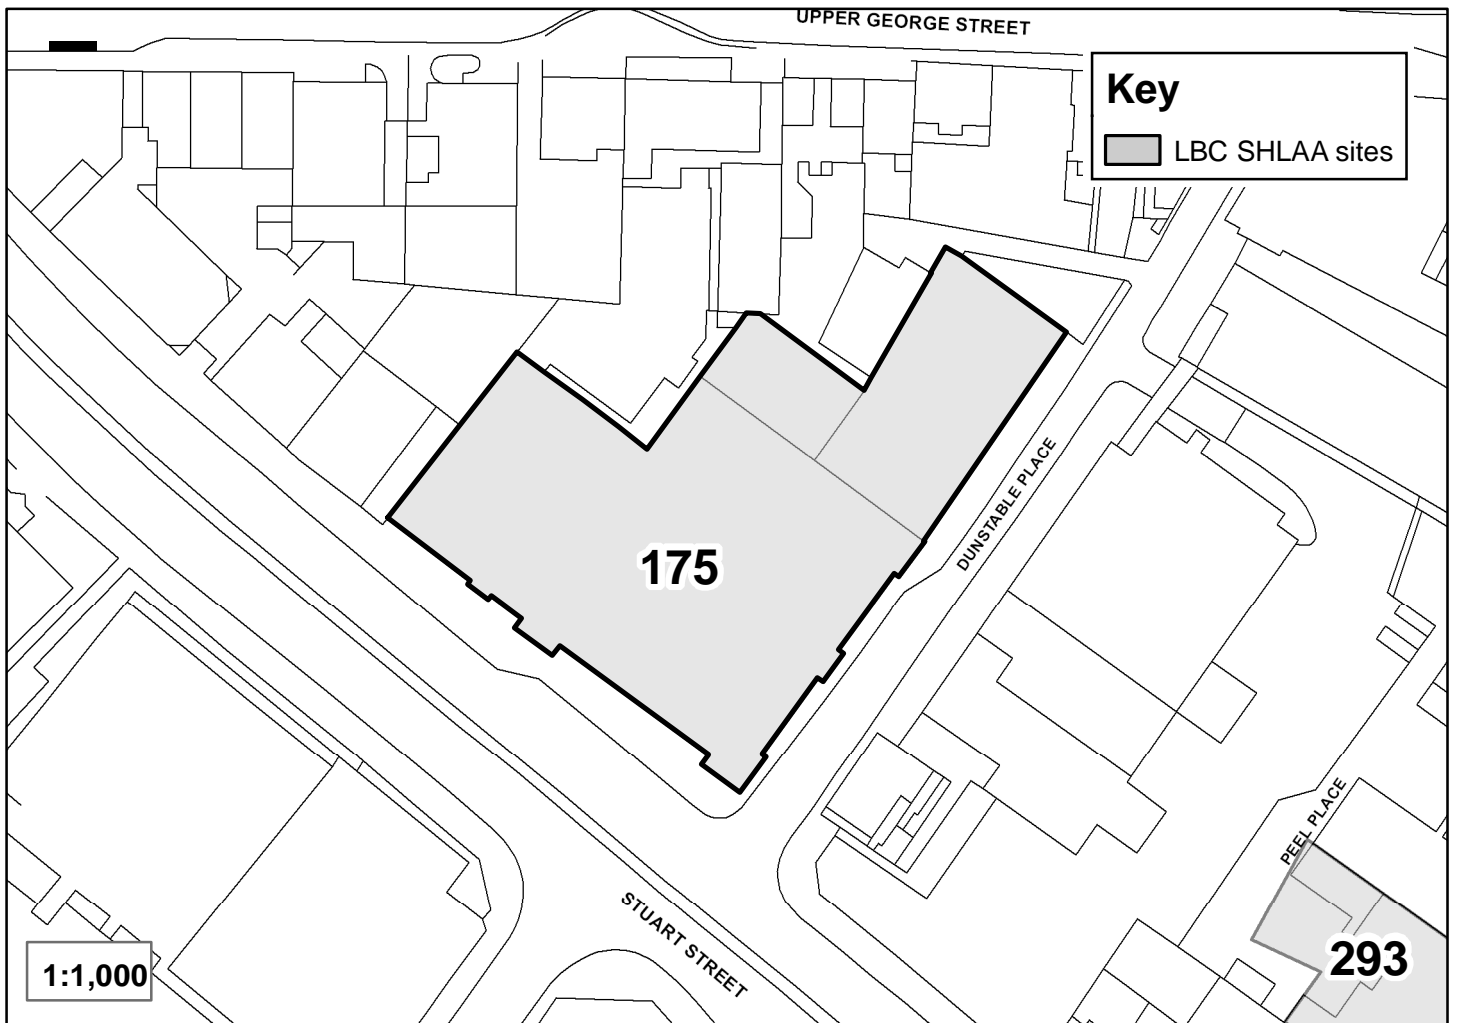 UPPER GEORGE STREET
Key
LBC SHLAA sites
DUNSTABLE PLACE
175
PEEL PLACE
STUART STREET
293
1:1,000